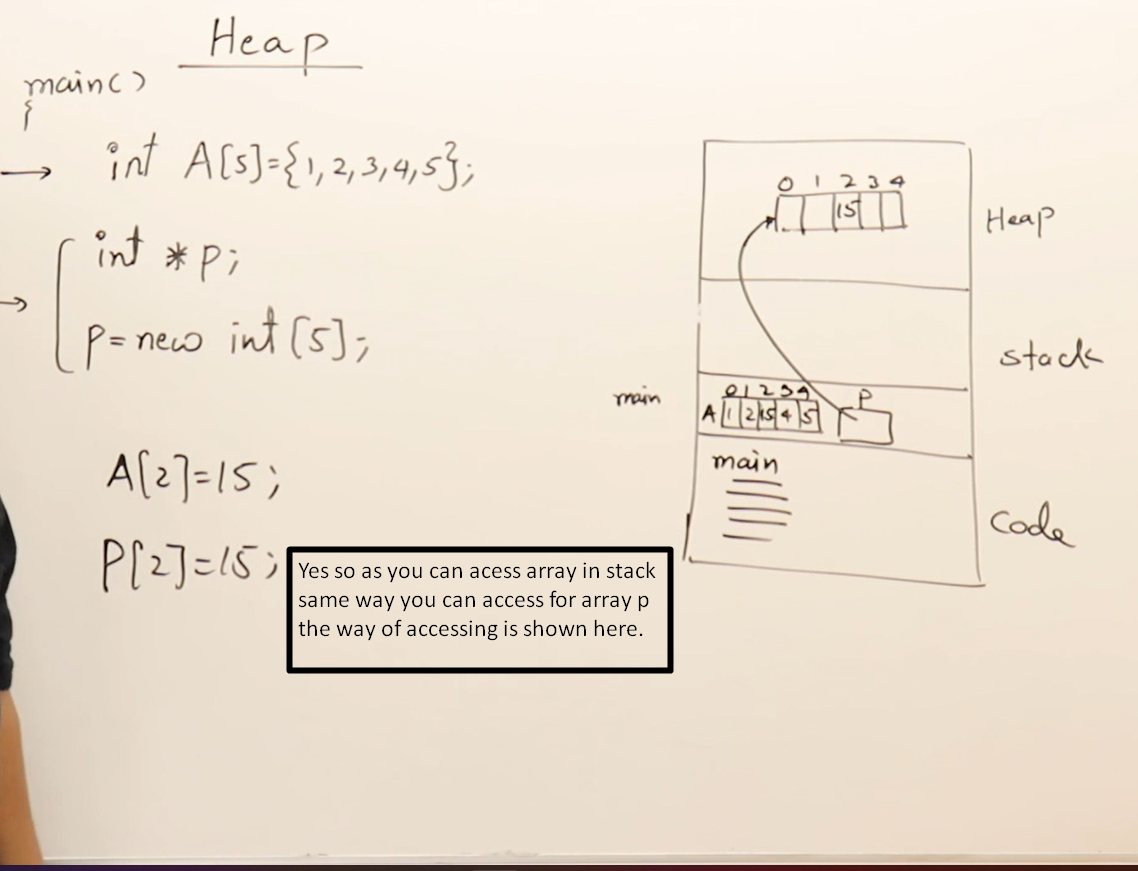 Heap
main()
{
int A[5]={1,2,3,4,5};
int *p;
p=new int[5];
A[2]=15;
P[2]=15;
Yes so as you can acess array in stack
same way you can access for array p
the way of accessing is shown here.
0 1 2 3 4
15
Heap
stack
main
0 1 2 3 4
P
A 1 2 15 4 5
main
code